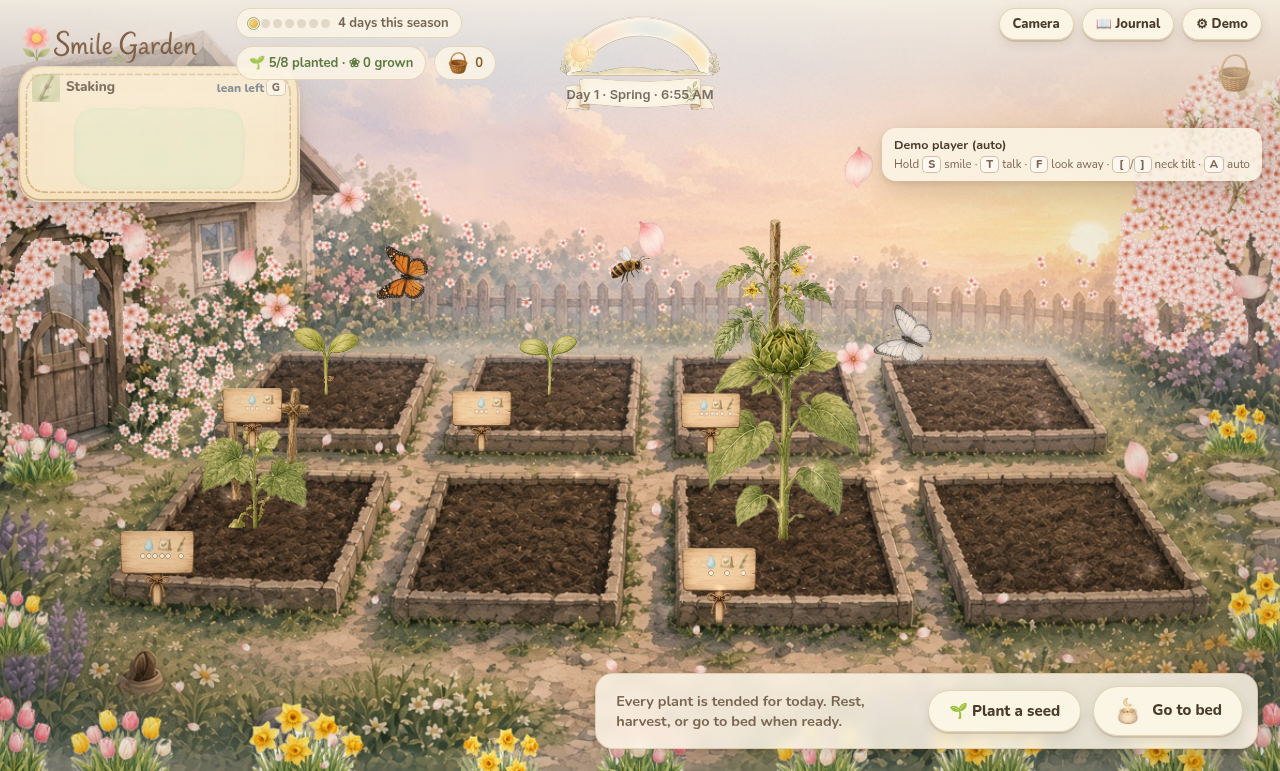 Smile Garden
4 days this season
🌱 5/8 planted · ❀ 0 grown
0
Day 1 · Spring · 6:55 AM
Camera
📖 Journal
⚙ Demo
Staking
lean left G
Demo player (auto)
Hold S smile · T talk · F look away · [ / ] neck tilt · A auto
Every plant is tended for today. Rest,
harvest, or go to bed when ready.
🌱 Plant a seed
Go to bed